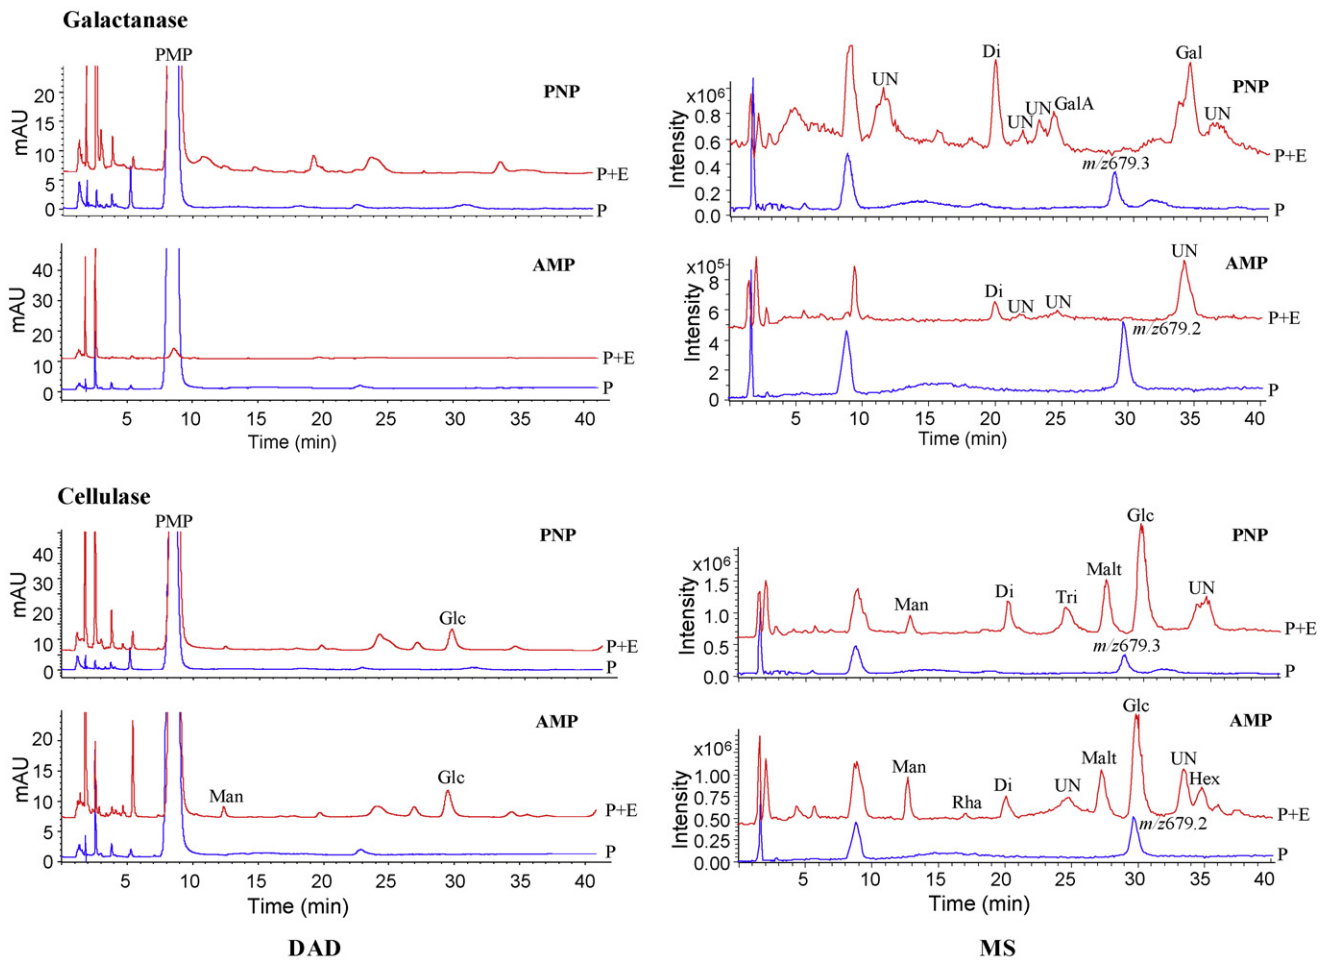 Galactanase
PMP
PNP
mAU
20
15
10
5
0
P+E
P
AMP
mAU
40
30
20
10
0
P+E
P
5 10 15 20 25 30 35 40
Time (min)
x10⁶
Intensity
0.8
0.6
0.4
0.2
0.0
UN
Di
UN
UN
GalA
Gal
UN
PNP
P+E
m/z679.3
P
x10⁵
Intensity
8
6
4
2
0
Di
UN
UN
UN
AMP
P+E
m/z679.2
P
5 10 15 20 25 30 35 40
Time (min)
Cellulase
PMP
PNP
mAU
40
30
20
10
0
Glc
P+E
P
AMP
mAU
20
15
10
5
0
Man
Glc
P+E
P
5 10 15 20 25 30 35
Time (min)
DAD
x10⁶
Intensity
1.5
1.0
0.5
0.0
Man
Di
Tri
Malt
Glc
UN
PNP
P+E
m/z679.3
P
x10⁶
Intensity
1.00
0.75
0.50
0.25
0.00
Man
Rha
Di
UN
Malt
Glc
UN
Hex
AMP
P+E
m/z679.2
P
5 10 15 20 25 30 35 40
Time (min)
MS